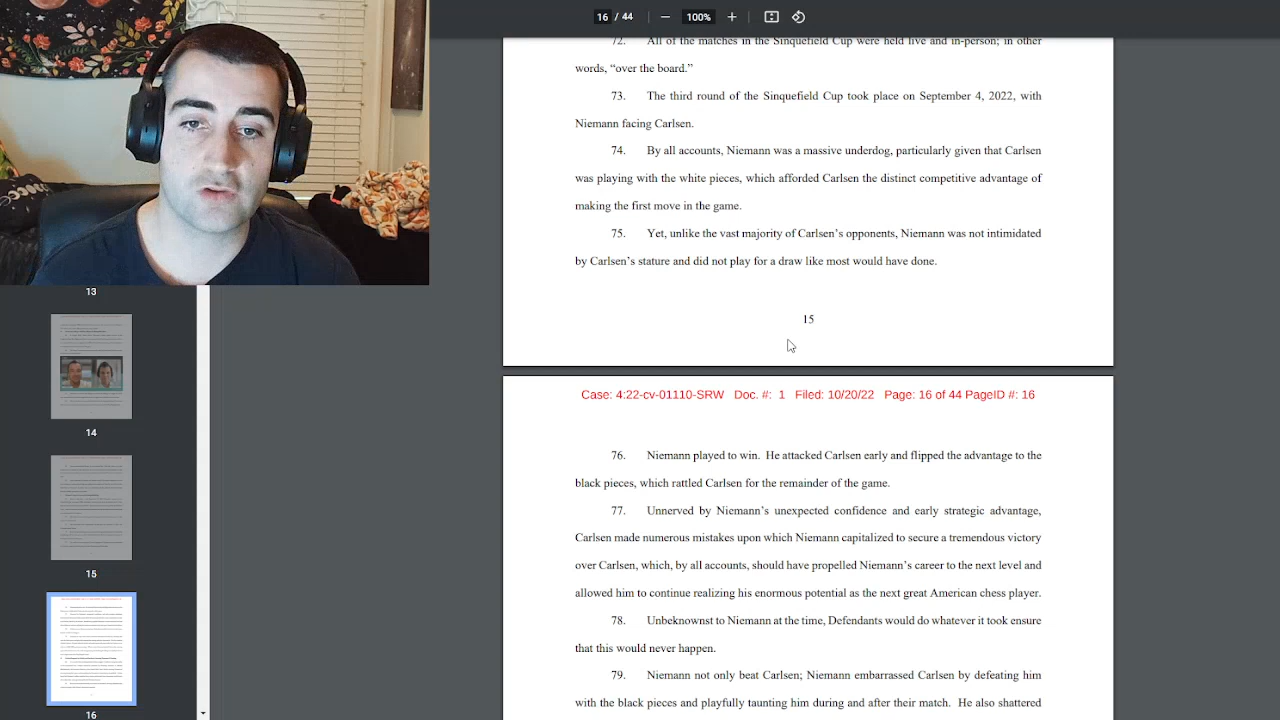 16 / 44
100%
72. All of the matches in the Sinquefield Cup were held live and in-person; in other
words, “over the board.”
73. The third round of the Sinquefield Cup took place on September 4, 2022, with
Niemann facing Carlsen.
74. By all accounts, Niemann was a massive underdog, particularly given that Carlsen
was playing with the white pieces, which afforded Carlsen the distinct competitive advantage of
making the first move in the game.
75. Yet, unlike the vast majority of Carlsen’s opponents, Niemann was not intimidated
by Carlsen’s stature and did not play for a draw like most would have done.
15
Case: 4:22-cv-01110-SRW Doc. #: 1 Filed: 10/20/22 Page: 16 of 44 PageID #: 16
76. Niemann played to win. He attacked Carlsen early and flipped the advantage to the
black pieces, which rattled Carlsen for the remainder of the game.
77. Unnerved by Niemann’s unexpected confidence and early strategic advantage,
Carlsen made numerous mistakes upon which Niemann capitalized to secure a tremendous victory
over Carlsen, which, by all accounts, should have propelled Niemann’s career to the next level and
allowed him to continue realizing his enormous potential as the next great American chess player.
78. Unbeknownst to Niemann at the time, Defendants would do whatever it took ensure
that this would never happen.
79. Niemann not only beat Carlsen; Niemann embarrassed Carlsen by defeating him
with the black pieces and playfully taunting him during and after their match. He also shattered
13
14
15
16